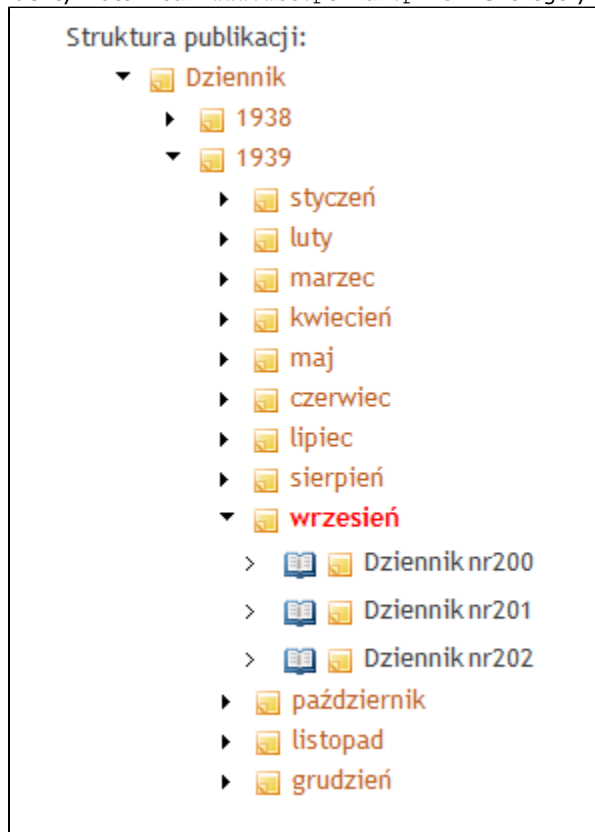 Struktura publikacji:
Dziennik
1938
1939
styczeń
luty
marzec
kwiecień
maj
czerwiec
lipiec
sierpień
wrzesień
Dziennik nr200
Dziennik nr201
Dziennik nr202
październik
listopad
grudzień